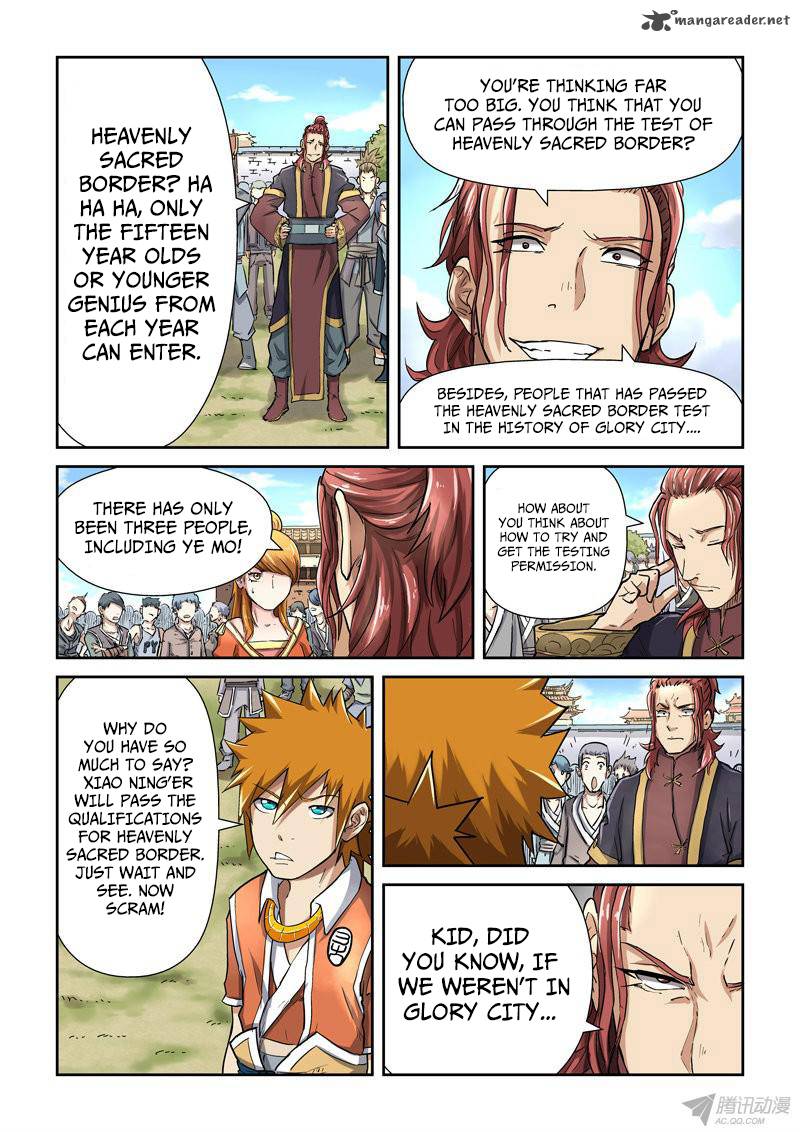 mangareader.net
HEAVENLY
SACRED
BORDER? HA
HA HA, ONLY
THE FIFTEEN
YEAR OLDS
OR YOUNGER
GENIUS FROM
EACH YEAR
CAN ENTER.
YOU'RE THINKING FAR
TOO BIG. YOU THINK THAT YOU
CAN PASS THROUGH THE TEST OF
HEAVENLY SACRED BORDER?
BESIDES, PEOPLE THAT HAS PASSED
THE HEAVENLY SACRED BORDER TEST
IN THE HISTORY OF GLORY CITY....
THERE HAS ONLY
BEEN THREE PEOPLE,
INCLUDING YE MO!
HOW ABOUT
YOU THINK ABOUT
HOW TO TRY AND
GET THE TESTING
PERMISSION.
WHY DO
YOU HAVE SO
MUCH TO SAY?
XIAO NING'ER
WILL PASS THE
QUALIFICATIONS
FOR HEAVENLY
SACRED BORDER.
JUST WAIT AND
SEE. NOW
SCRAM!
KID, DID
YOU KNOW, IF
WE WEREN'T IN
GLORY CITY...
腾讯动漫
AC.QQ.COM